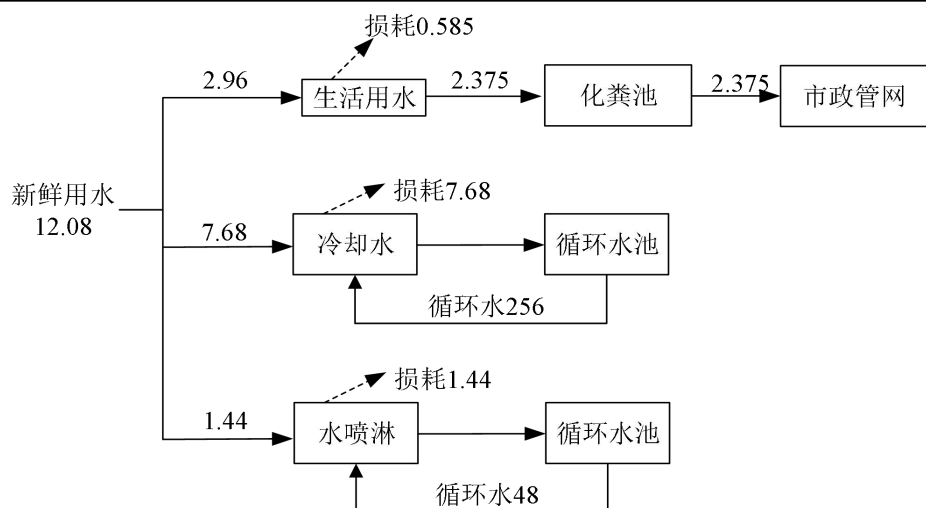 损耗0.585
2.96
生活用水
2.375
化粪池
2.375
市政管网
新鲜用水
12.08
损耗7.68
7.68
冷却水
循环水池
循环水256
损耗1.44
1.44
水喷淋
循环水池
循环水48